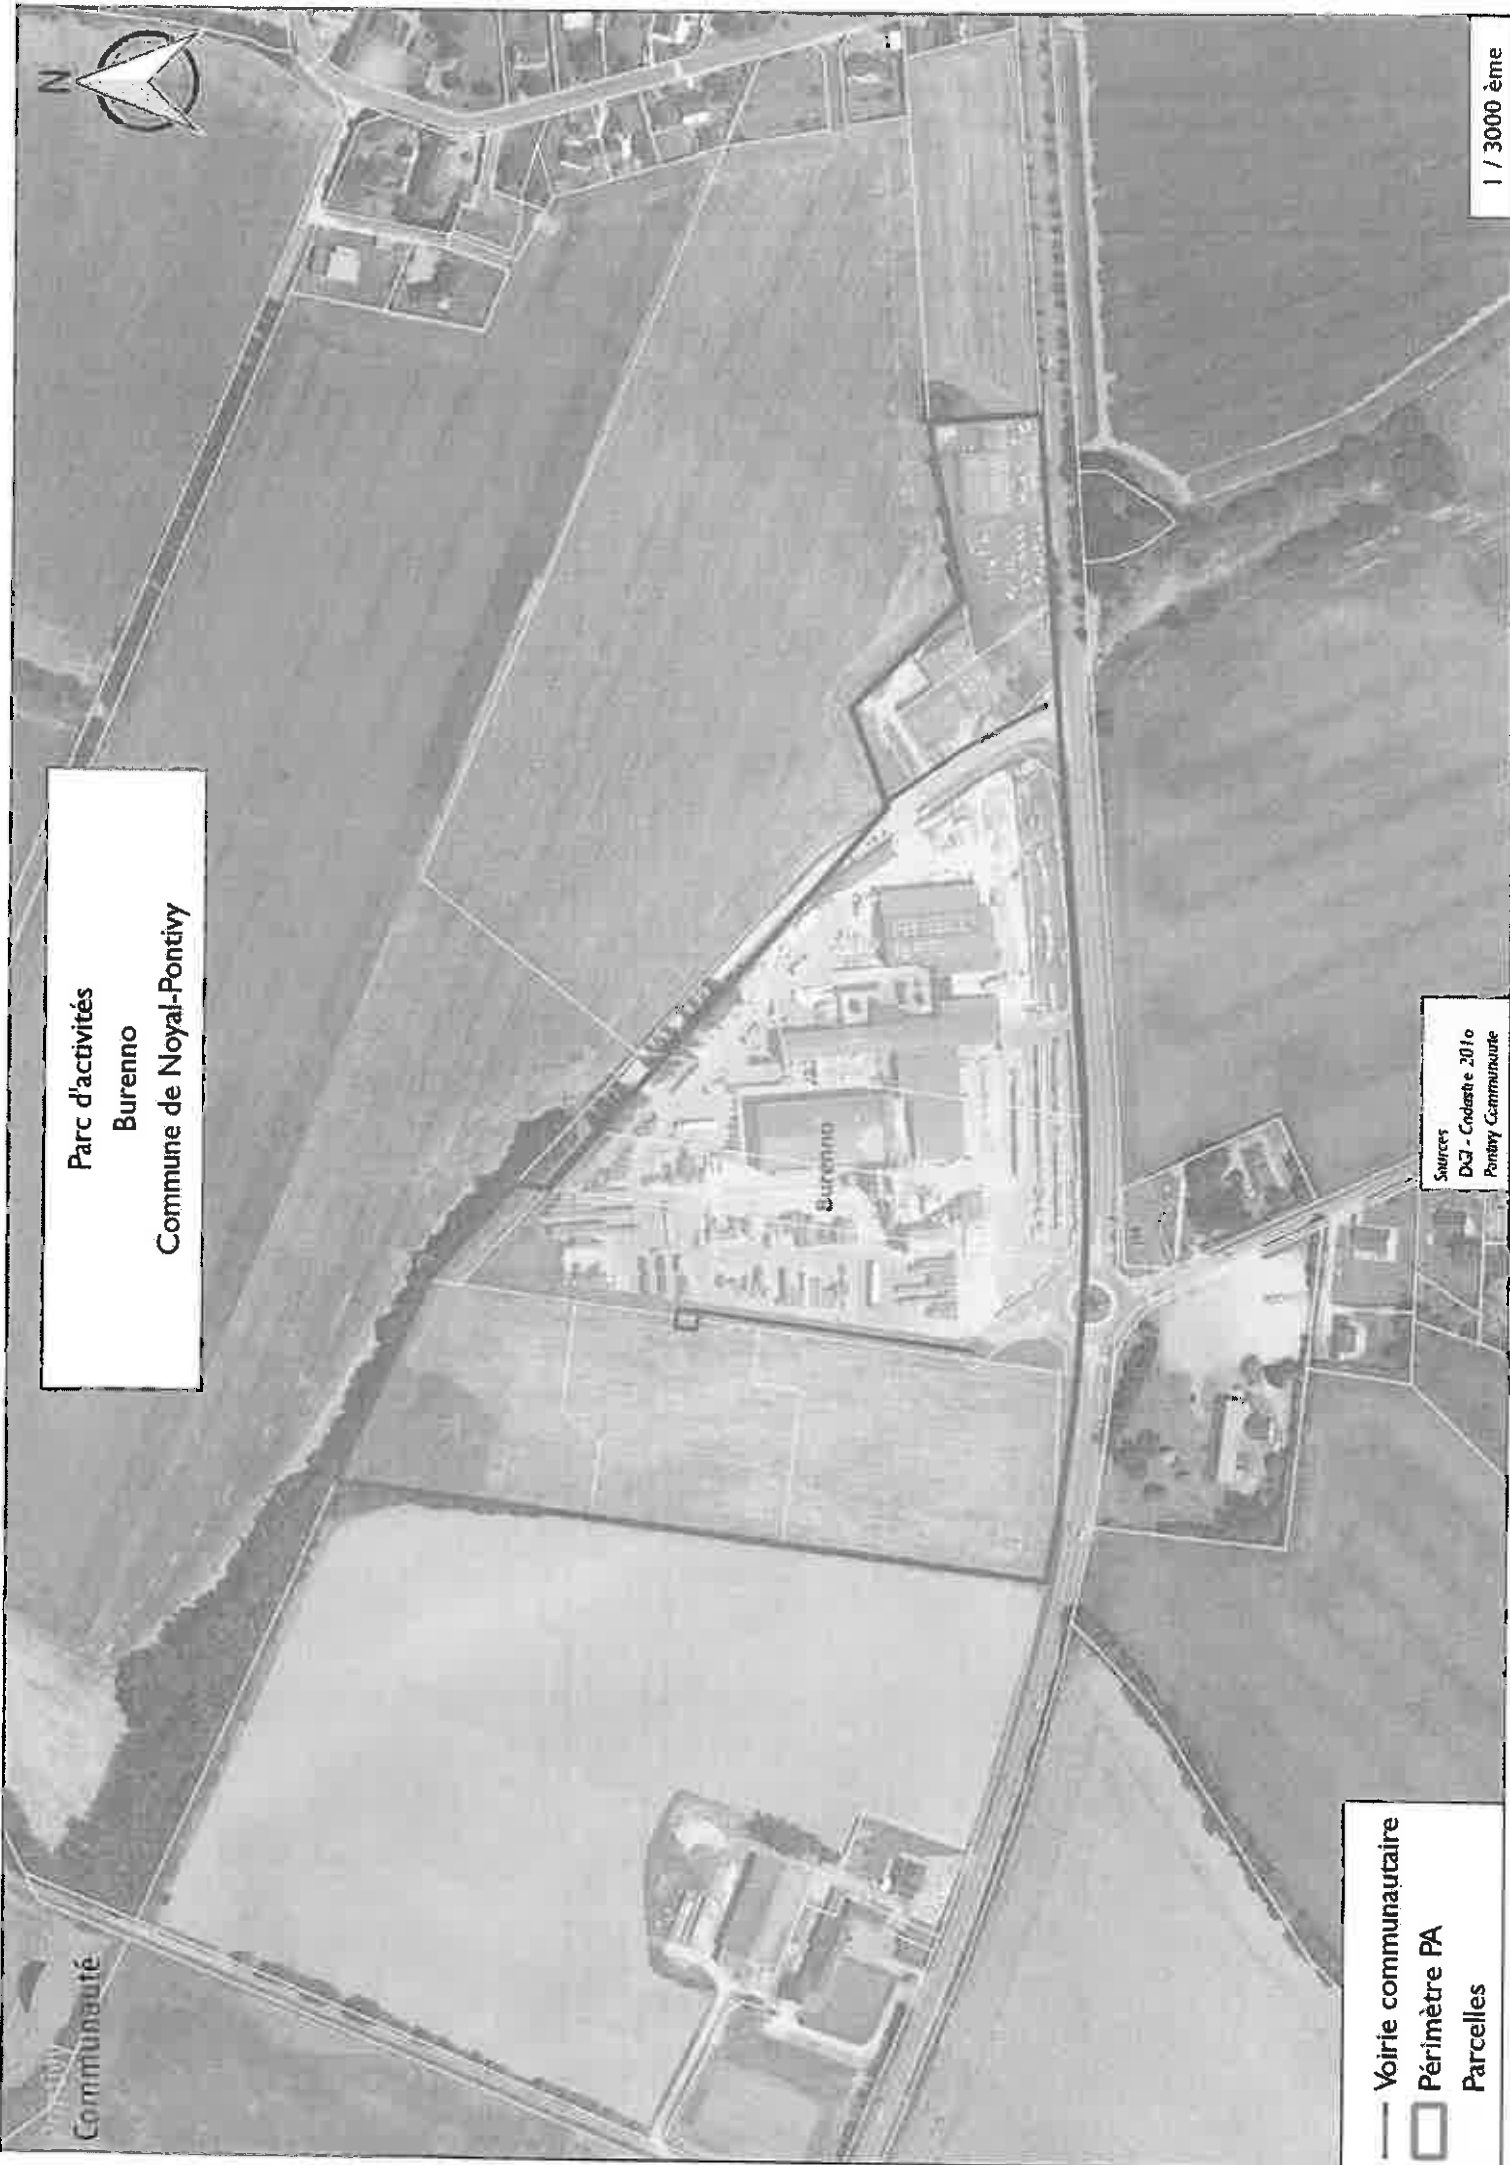 N
Communauté
Parc d'activités
Burenno
Commune de Noyal-Pontivy
Burenno
Voirie communautaire
Périmètre PA
Parcelles
Sources
DGI - Cadastre 2010
Pontivy Communauté
1 / 3000 ème